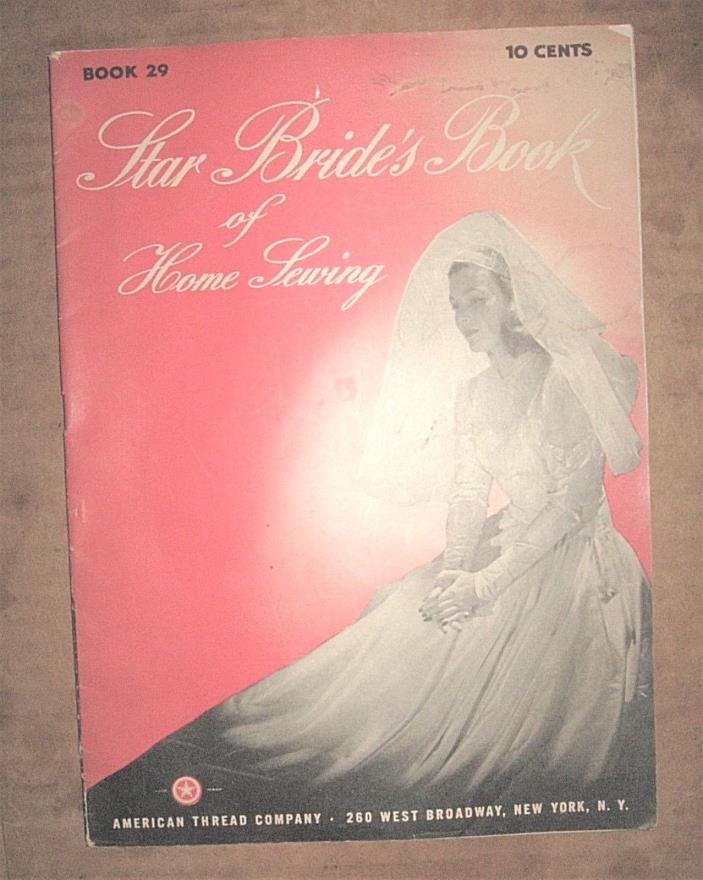 BOOK 29
10 CENTS
Star Bride's Book
of
Home Sewing
AMERICAN THREAD COMPANY · 260 WEST BROADWAY, NEW YORK, N. Y.